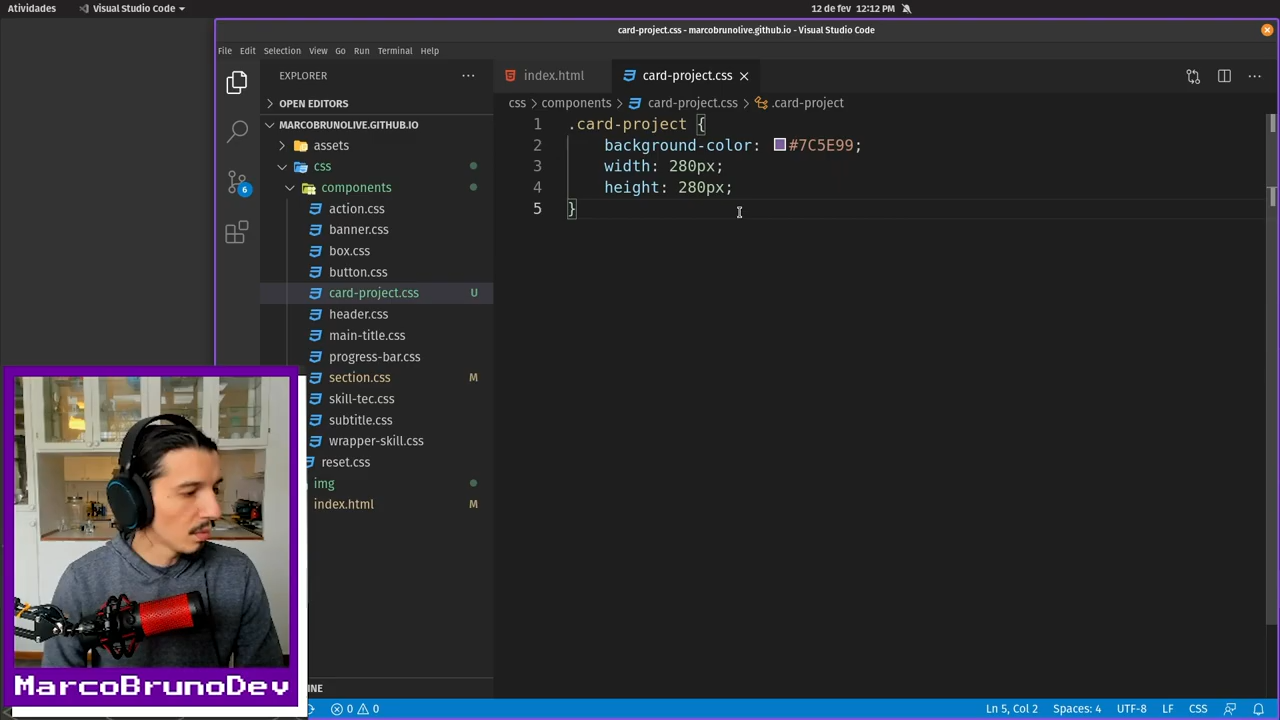 Atividades
Visual Studio Code
12 de fev 12:12 PM
card-project.css - marcobrunolive.github.io - Visual Studio Code
File Edit Selection View Go Run Terminal Help
EXPLORER
index.html
card-project.css
OPEN EDITORS
css > components > card-project.css > .card-project
MARCOBRUNOLIVE.GITHUB.IO
assets
css
components
action.css
banner.css
box.css
button.css
card-project.css U
header.css
main-title.css
progress-bar.css
section.css M
skill-tec.css
subtitle.css
wrapper-skill.css
reset.css
img
index.html M
6
1 .card-project {
2 background-color: #7C5E99;
3 width: 280px;
4 height: 280px;
5 }
MarcoBrunoDev
0 0
Ln 5, Col 2 Spaces: 4 UTF-8 LF CSS